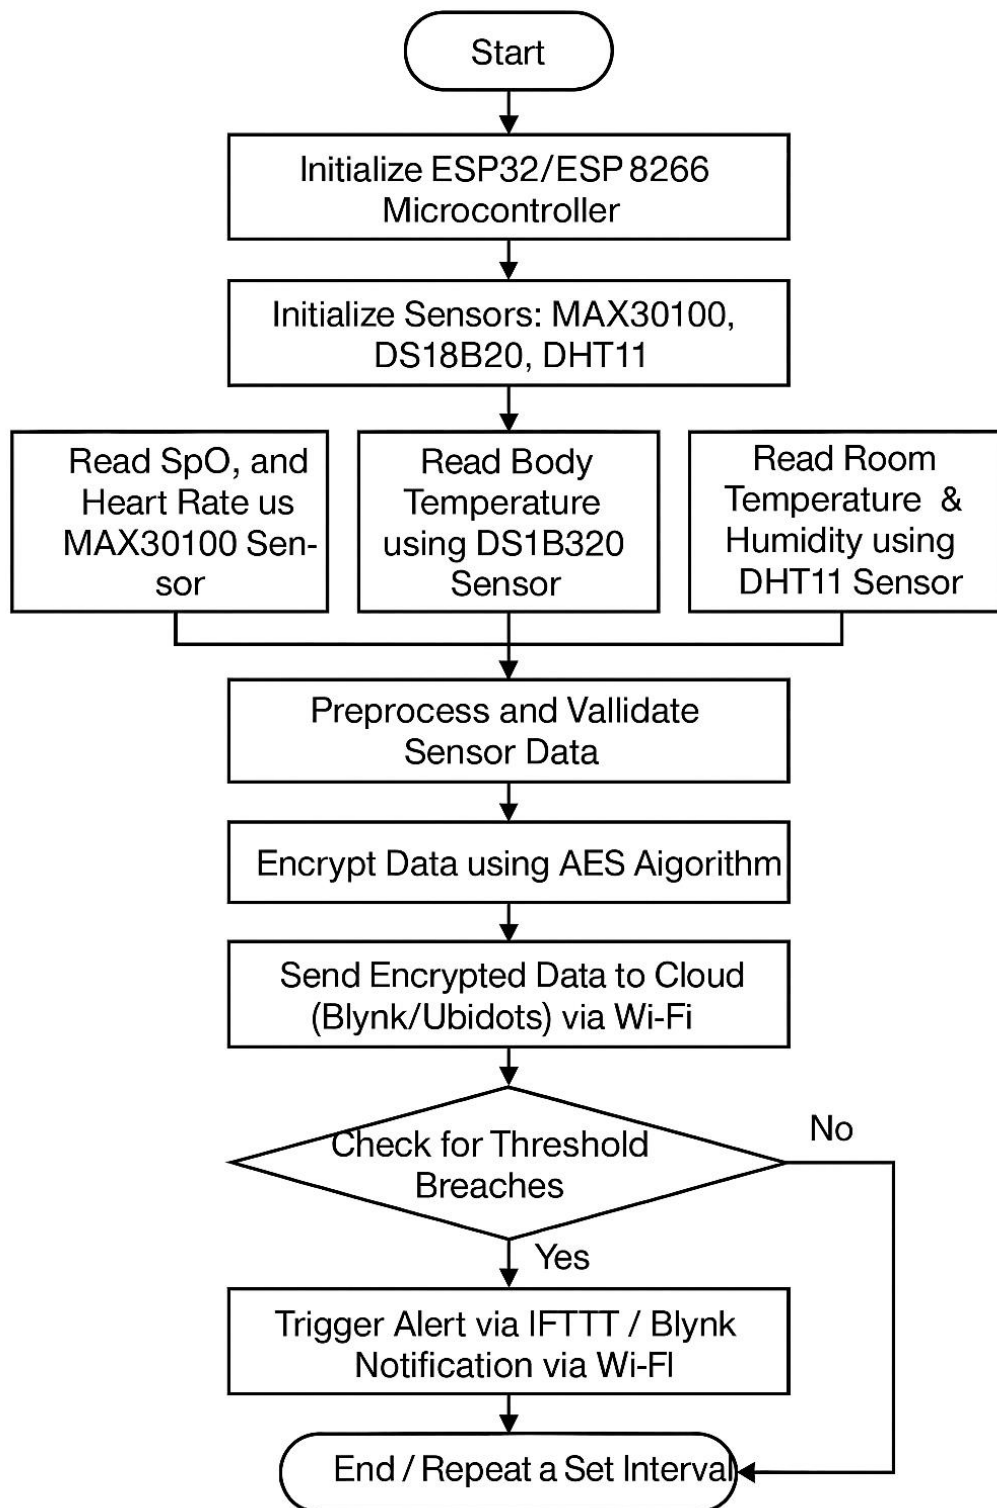 Start
Initialize ESP32/ESP 8266
Microcontroller
Initialize Sensors: MAX30100,
DS18B20, DHT11
Read SpO, and
Heart Rate us
MAX30100 Sen-
sor
Read Body
Temperature
using DS1B320
Sensor
Read Room
Temperature &
Humidity using
DHT11 Sensor
Preprocess and Vallidate
Sensor Data
Encrypt Data using AES Aigorithm
Send Encrypted Data to Cloud
(Blynk/Ubidots) via Wi-Fi
Check for Threshold
Breaches
No
Yes
Trigger Alert via IFTTT / Blynk
Notification via Wi-FI
End / Repeat a Set Interval